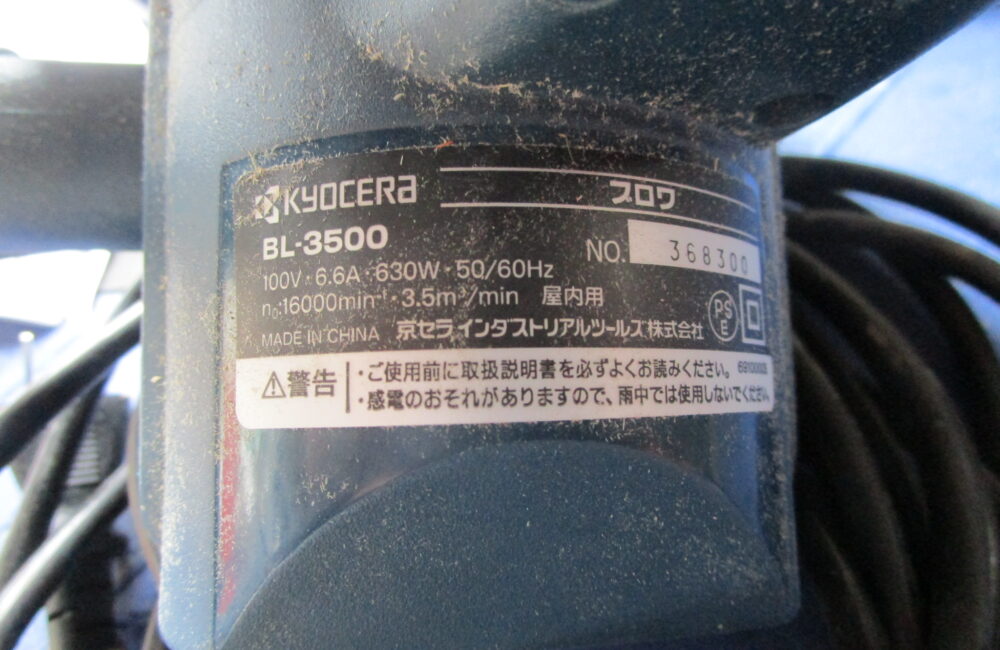 KYOCERA ブロワ
BL-3500 NO. 368300
100V・6.6A・630W・50/60Hz
n₀:16000min⁻¹・3.5m³/min 屋内用
PS
E
MADE IN CHINA 京セラインダストリアルツールズ株式会社
⚠警告 ・ご使用前に取扱説明書を必ずよくお読みください。
・感電のおそれがありますので、雨中では使用しないでください。